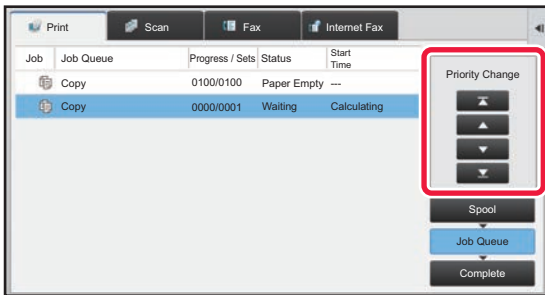 Print Scan Fax Internet Fax
Job Job Queue Progress / Sets Status Start Time
Priority Change
Copy 0100/0100 Paper Empty ---
Copy 0000/0001 Waiting Calculating
Spool
Job Queue
Complete